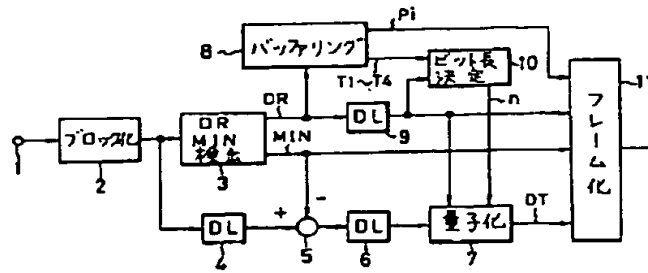 Pi
8
バッファリング
T1〜T4
ビット長
決定
10
11
DR
n
1
ブロック化
2
DR
MIN
検出
3
MIN
DL
9
フレーム化
-
DL
4
+
5
DL
6
量子化
7
DT